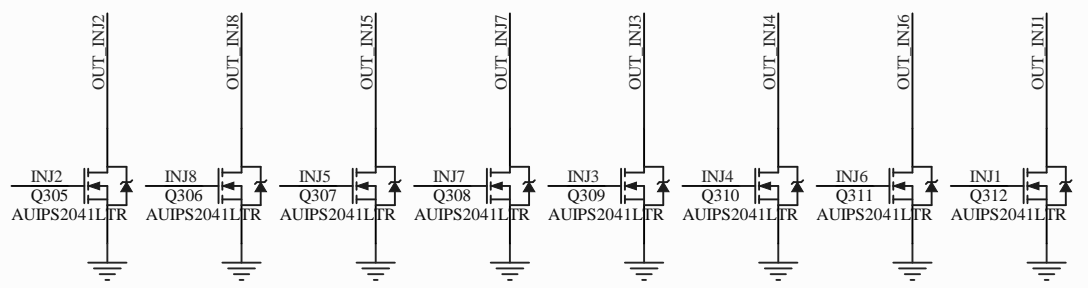 OUT_INJ2
OUT_INJ8
OUT_INJ5
OUT_INJ7
OUT_INJ3
OUT_INJ4
OUT_INJ6
OUT_INJ1
INJ2
Q305
AUIPS2041LTR
INJ8
Q306
AUIPS2041LTR
INJ5
Q307
AUIPS2041LTR
INJ7
Q308
AUIPS2041LTR
INJ3
Q309
AUIPS2041LTR
INJ4
Q310
AUIPS2041LTR
INJ6
Q311
AUIPS2041LTR
INJ1
Q312
AUIPS2041LTR